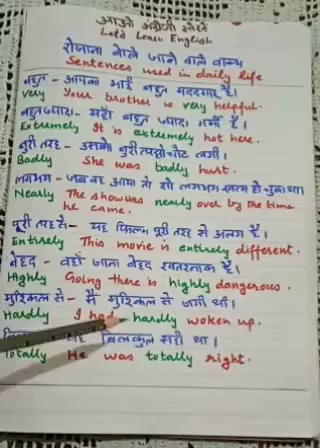 आओ अंग्रेजी सीखे
Let's Learn English
रोजाना बोले जाने वाले वाक्य
Sentences used in daily life
बहुत - आपका भाई बहुत मददगार है।
Very Your brother is very helpful.
बहुत ज्यादा - यहाँ बहुत ज्यादा गर्मी है।
Extremely It is extremely hot here.
बुरी तरह - उसको बुरी तरह चोट लगी।
Badly She was badly hurt.
लगभग - जब वह आया तो शो लगभग खत्म हो चुका था।
Nearly The show was nearly over by the time
he came.
पूरी तरह से - यह फिल्म पूरी तरह से अलग है।
Entirely This movie is entirely different.
बेहद - वहाँ जाना बेहद खतरनाक है।
Highly Going there is highly dangerous.
मुश्किल से - मैं मुश्किल से जगी थी।
Hardly I had hardly woken up.
बिलकुल सही था।
Totally He was totally right.